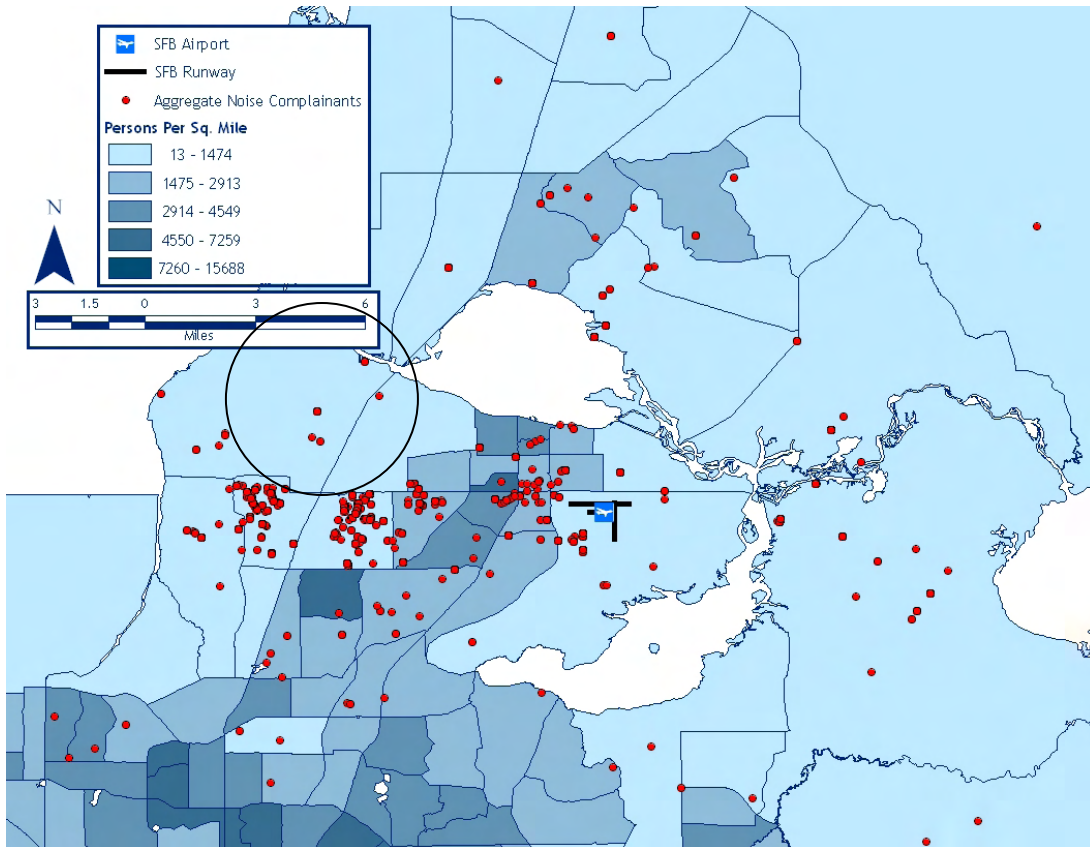 SFB Airport
SFB Runway
Aggregate Noise Complainants
Persons Per Sq. Mile
13 - 1474
1475 - 2913
2914 - 4549
4550 - 7259
7260 - 15688
N
3 1.5 0 3 6
Miles